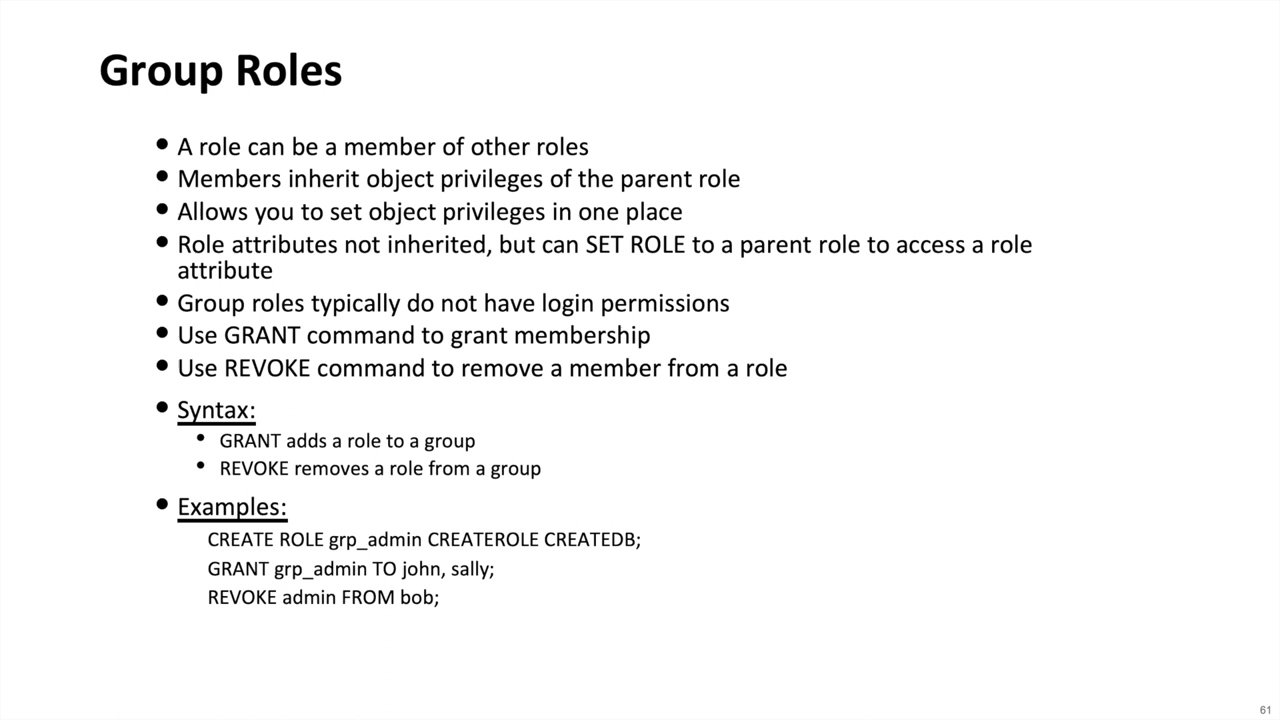 Group Roles
• A role can be a member of other roles
• Members inherit object privileges of the parent role
• Allows you to set object privileges in one place
• Role attributes not inherited, but can SET ROLE to a parent role to access a role
attribute
• Group roles typically do not have login permissions
• Use GRANT command to grant membership
• Use REVOKE command to remove a member from a role
• Syntax:
• GRANT adds a role to a group
• REVOKE removes a role from a group
• Examples:
CREATE ROLE grp_admin CREATEROLE CREATEDB;
GRANT grp_admin TO john, sally;
REVOKE admin FROM bob;
61